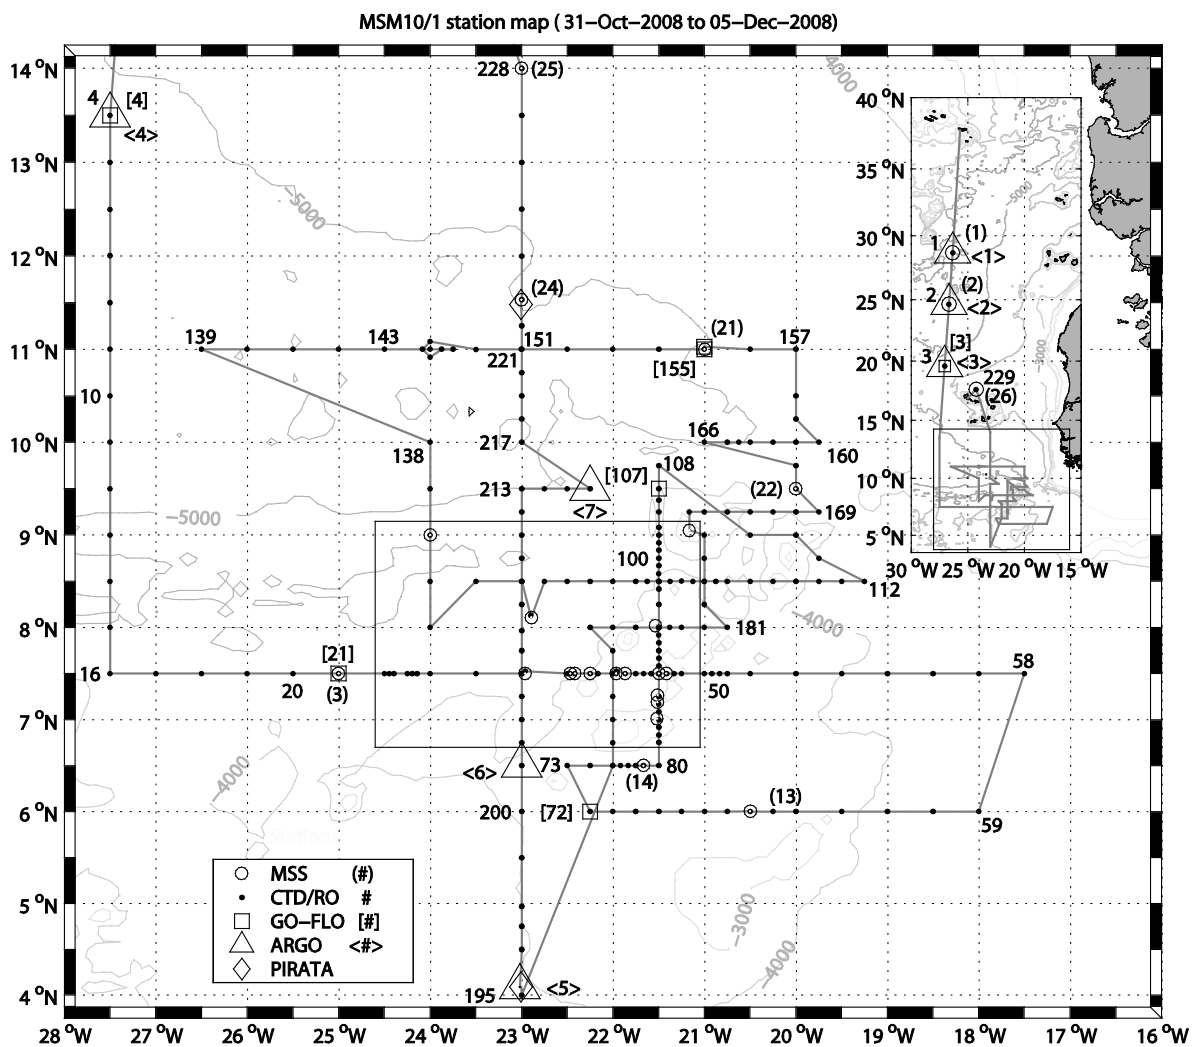 MSM10/1 station map ( 31−Oct−2008 to 05−Dec−2008)
14°N
13°N
12°N
11°N
10°N
9°N
8°N
7°N
6°N
5°N
4°N
28°W 27°W 26°W 25°W 24°W 23°W 22°W 21°W 20°W 19°W 18°W 17°W 16°W
228 (25)
4 [4]
<4>
−4000
−5000
(24)
139 143 151 (21) 157
221 [155]
10
138 217 166 160
213 [107] 108 (22)
<7>
169
−5000
100
112
181
−4000
16 20 [21] (3) 50 58
<6> 73 80
(14)
200 [72] (13) 59
−4000
−3000
−4000
195 <5>
Stations
MSS (#)
CTD/RO #
GO−FLO [#]
ARGO <#>
PIRATA
40°N
35°N
30°N
25°N
20°N
15°N
10°N
5°N
30°W 25°W 20°W 15°W
−5000
1 (1)
<1>
2 (2)
<2>
[3]
3 <3>
−3000
229
(26)